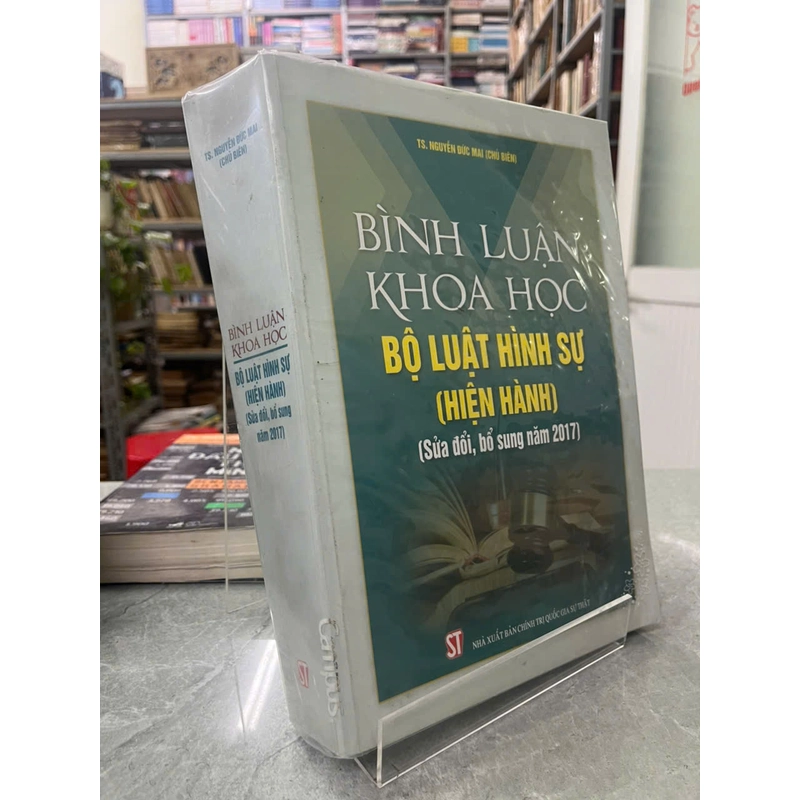 TS. NGUYỄN ĐỨC MAI
(CHỦ BIÊN)
BÌNH LUẬN
KHOA HỌC
BỘ LUẬT HÌNH SỰ
(HIỆN HÀNH)
(Sửa đổi, bổ sung
năm 2017)
ST
Campus
TS. NGUYỄN ĐỨC MAI (CHỦ BIÊN)
BÌNH LUẬN
KHOA HỌC
BỘ LUẬT HÌNH SỰ
(HIỆN HÀNH)
(Sửa đổi, bổ sung năm 2017)
ST
NHÀ XUẤT BẢN CHÍNH TRỊ QUỐC GIA SỰ THẬT